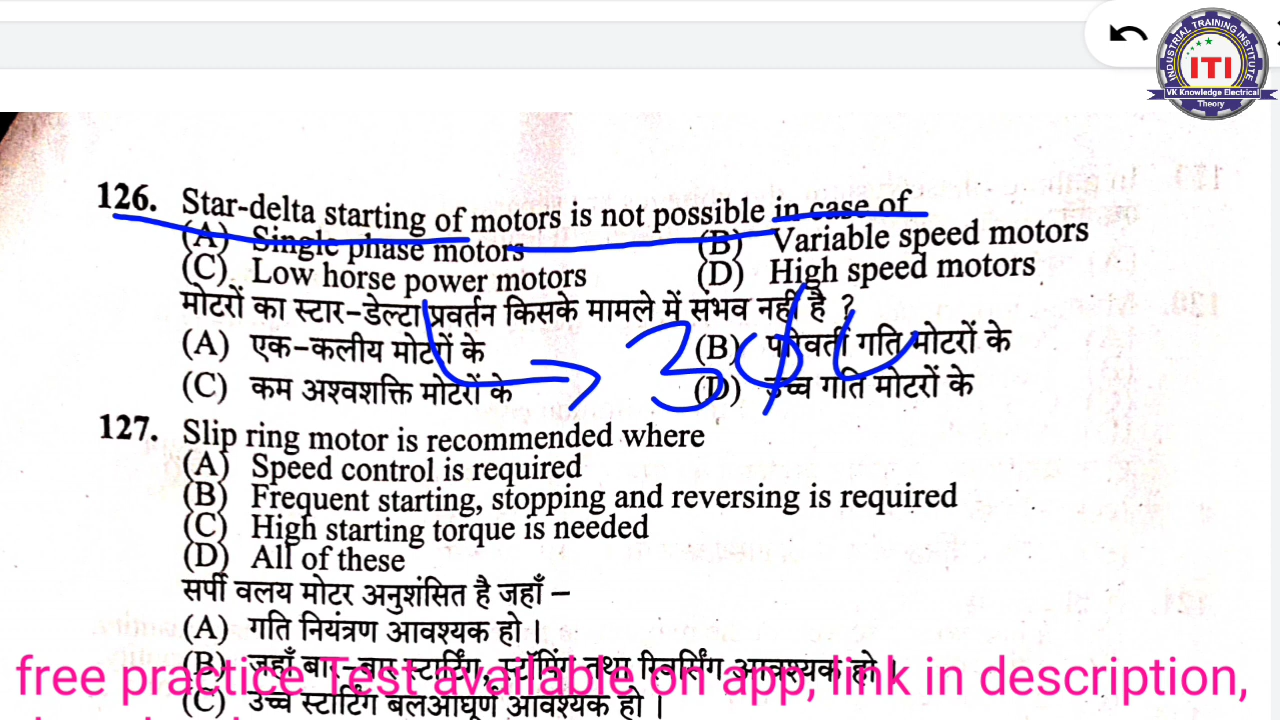 INDUSTRIAL TRAINING INSTITUTE
ITI
VK Knowledge Electrical
Theory
126. Star-delta starting of motors is not possible in case of
(A) Single phase motors (B) Variable speed motors
(C) Low horse power motors (D) High speed motors
मोटरों का स्टार-डेल्टा प्रवर्तन किसके मामले में संभव नहीं है ?
(A) एक-कलीय मोटरों के (B) परिवर्ती गति मोटरों के
(C) कम अश्वशक्ति मोटरों के (D) उच्च गति मोटरों के
3ϕ
127. Slip ring motor is recommended where
(A) Speed control is required
(B) Frequent starting, stopping and reversing is required
(C) High starting torque is needed
(D) All of these
सर्पी वलय मोटर अनुशंसित है जहाँ –
(A) गति नियंत्रण आवश्यक हो ।
(B) जहाँ बार-बार स्टार्टिंग, स्टॉपिंग तथा रिवर्सिंग आवश्यक हो ।
free practice Test available on app, link in description,
(C) उच्च स्टार्टिंग बलआघूर्ण आवश्यक हो ।